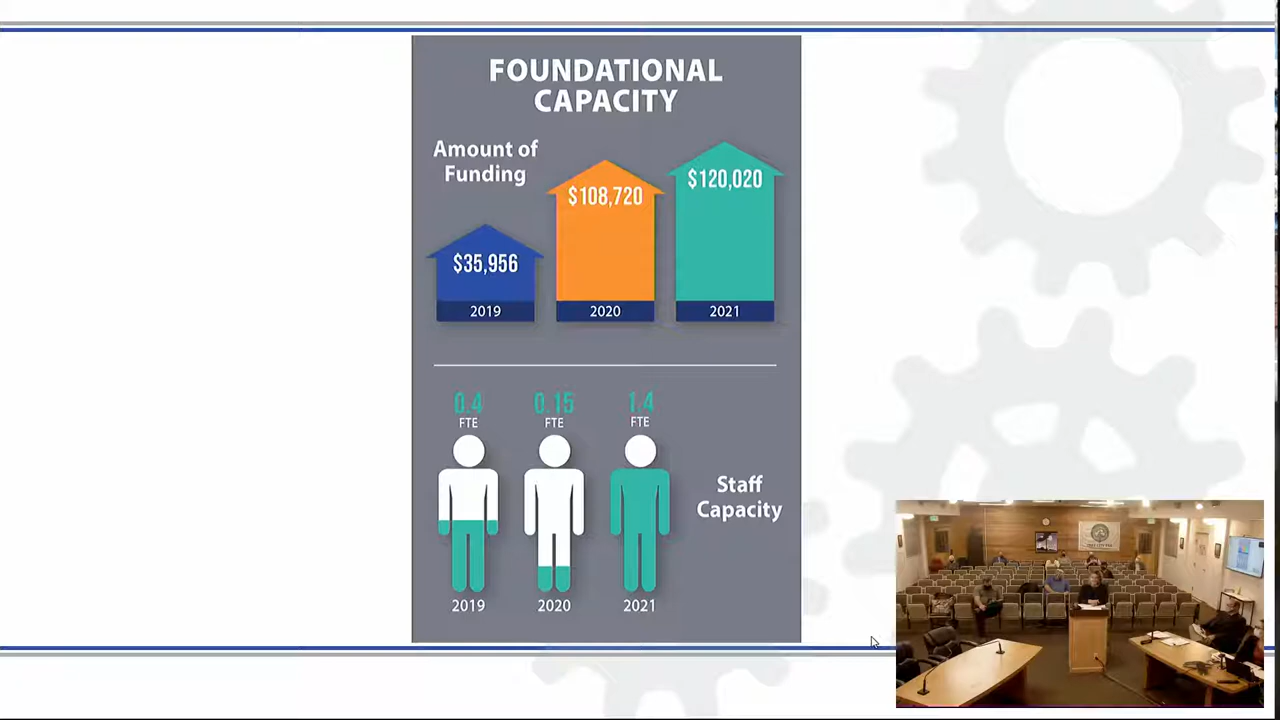 FOUNDATIONAL
CAPACITY
Amount of
Funding
$35,956
$108,720
$120,020
2019
2020
2021
0.4
FTE
0.15
FTE
1.4
FTE
Staff
Capacity
2019
2020
2021